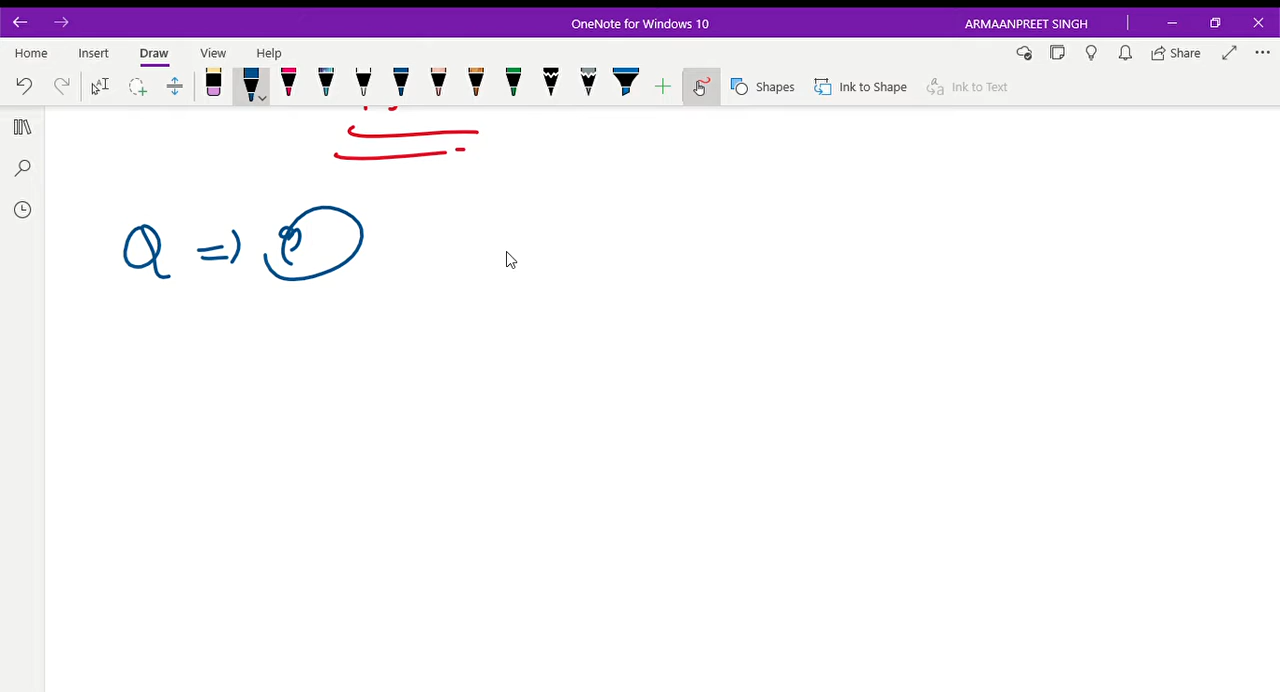 OneNote for Windows 10
ARMAANPREET SINGH
Home Insert Draw View Help
Share
Shapes Ink to Shape Ink to Text
Q =>